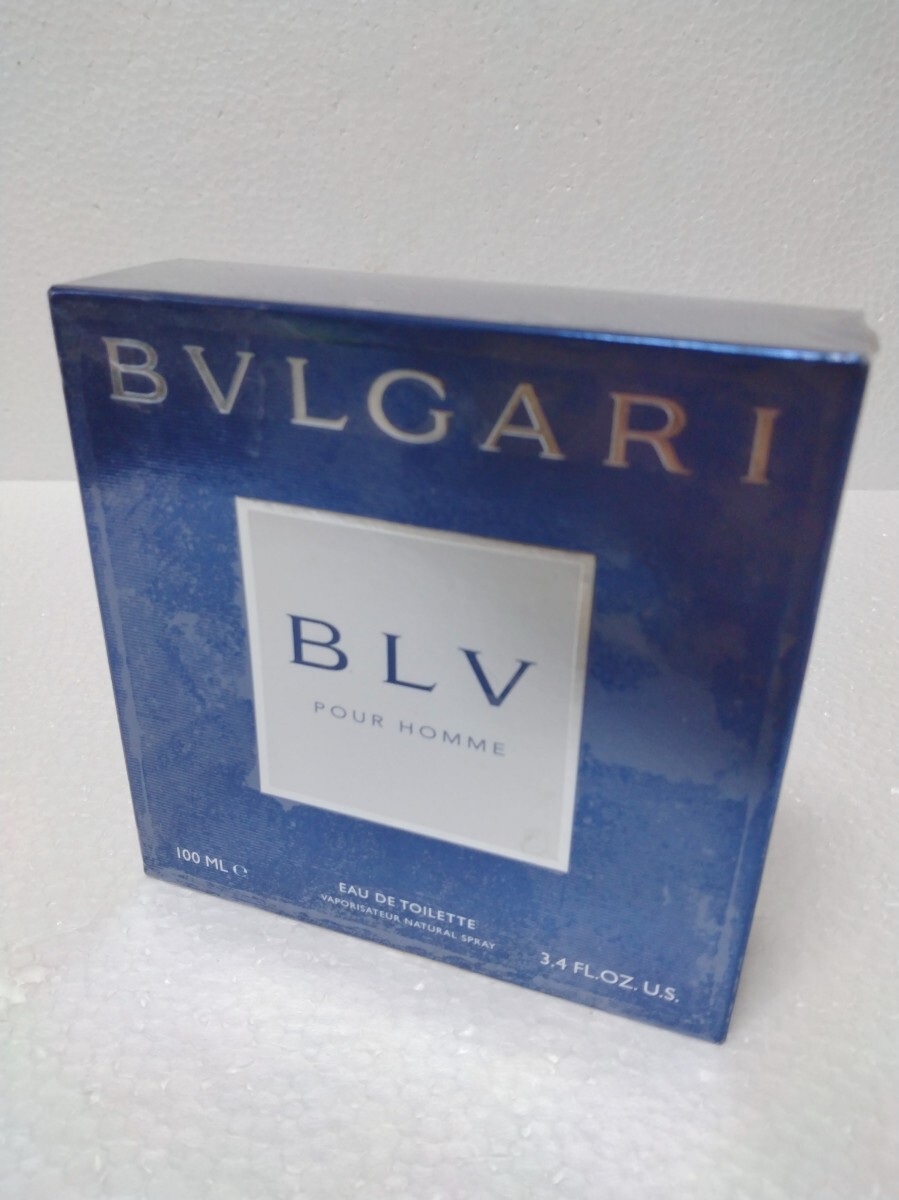 BVLGARI
BLV
POUR HOMME
100 ML ℮
EAU DE TOILETTE
VAPORISATEUR NATURAL SPRAY
3.4 FL.OZ. U.S.